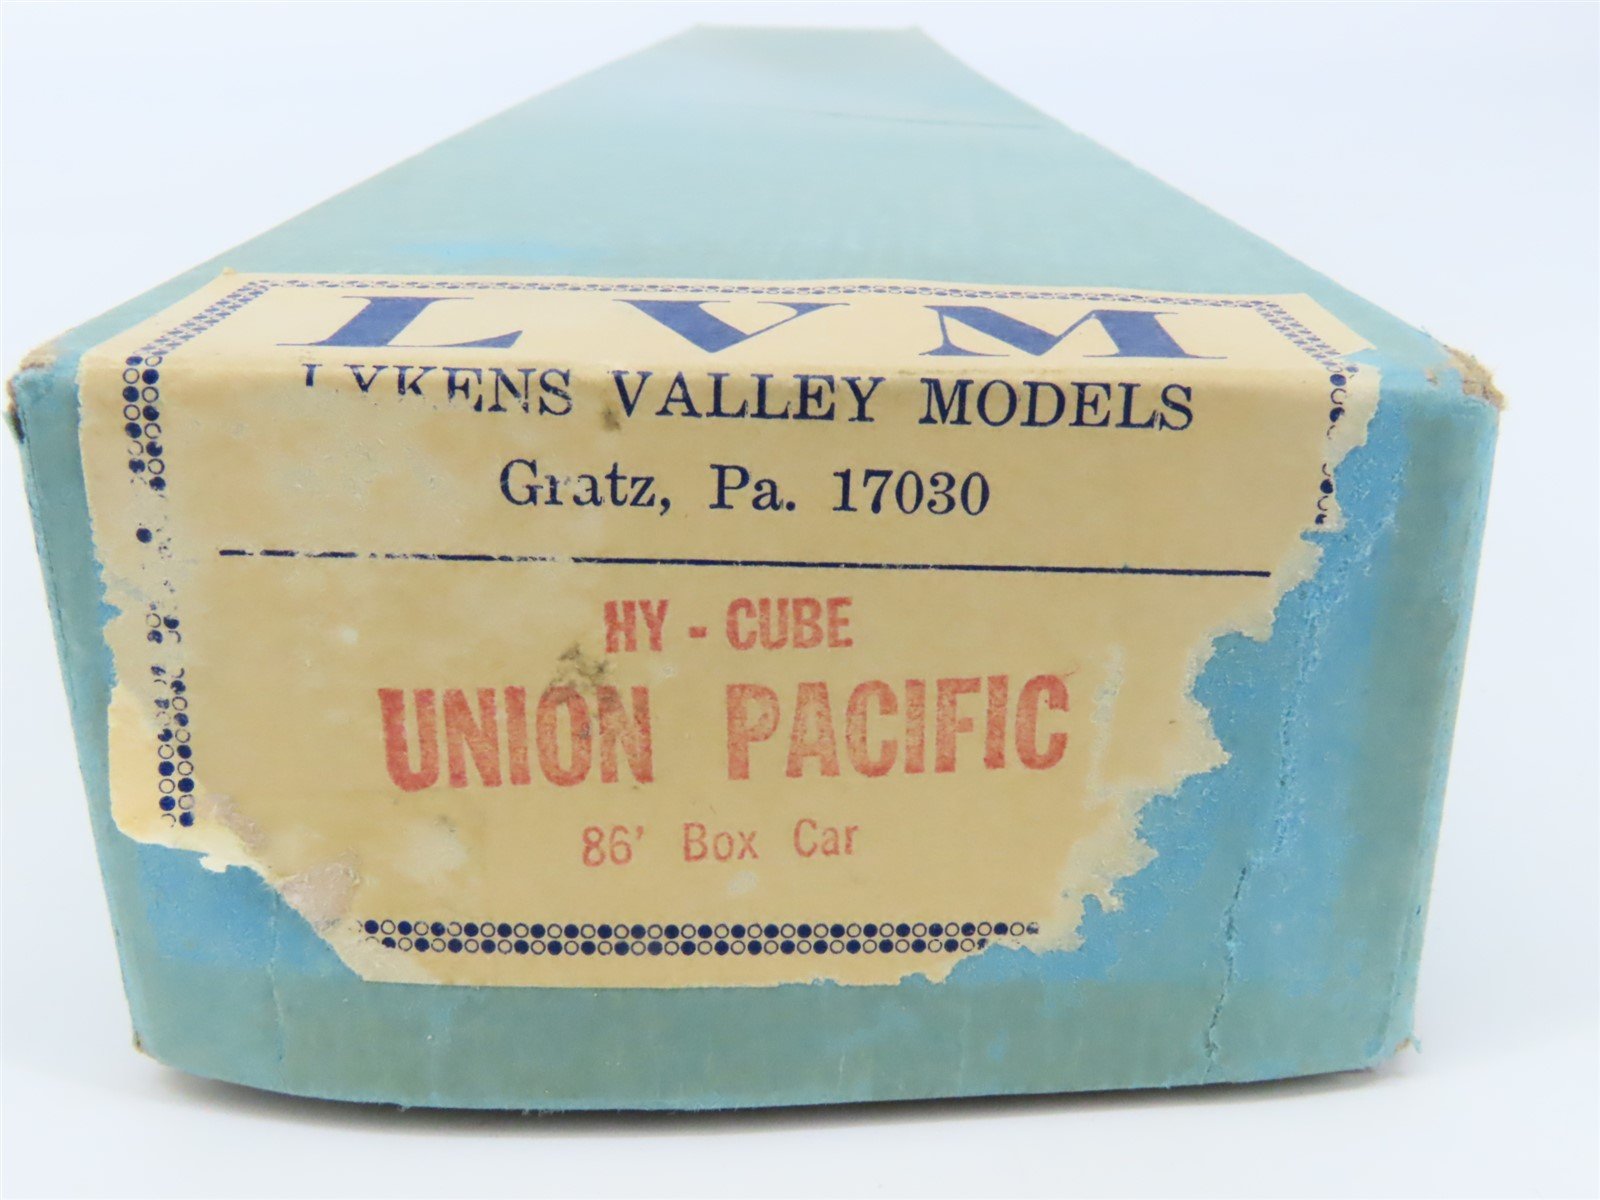 LVM
LYKENS VALLEY MODELS
Gratz, Pa. 17030
HY - CUBE
UNION PACIFIC
86' Box Car